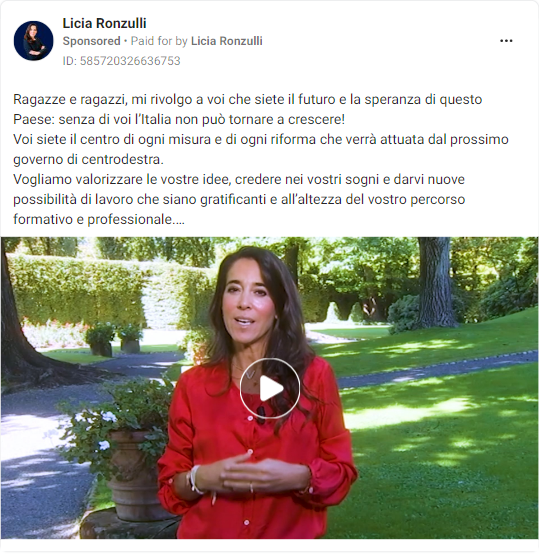 Licia Ronzulli
Sponsored • Paid for by Licia Ronzulli
ID: 585720326636753
Ragazze e ragazzi, mi rivolgo a voi che siete il futuro e la speranza di questo
Paese: senza di voi l’Italia non può tornare a crescere!
Voi siete il centro di ogni misura e di ogni riforma che verrà attuata dal prossimo
governo di centrodestra.
Vogliamo valorizzare le vostre idee, credere nei vostri sogni e darvi nuove
possibilità di lavoro che siano gratificanti e all’altezza del vostro percorso
formativo e professionale.…